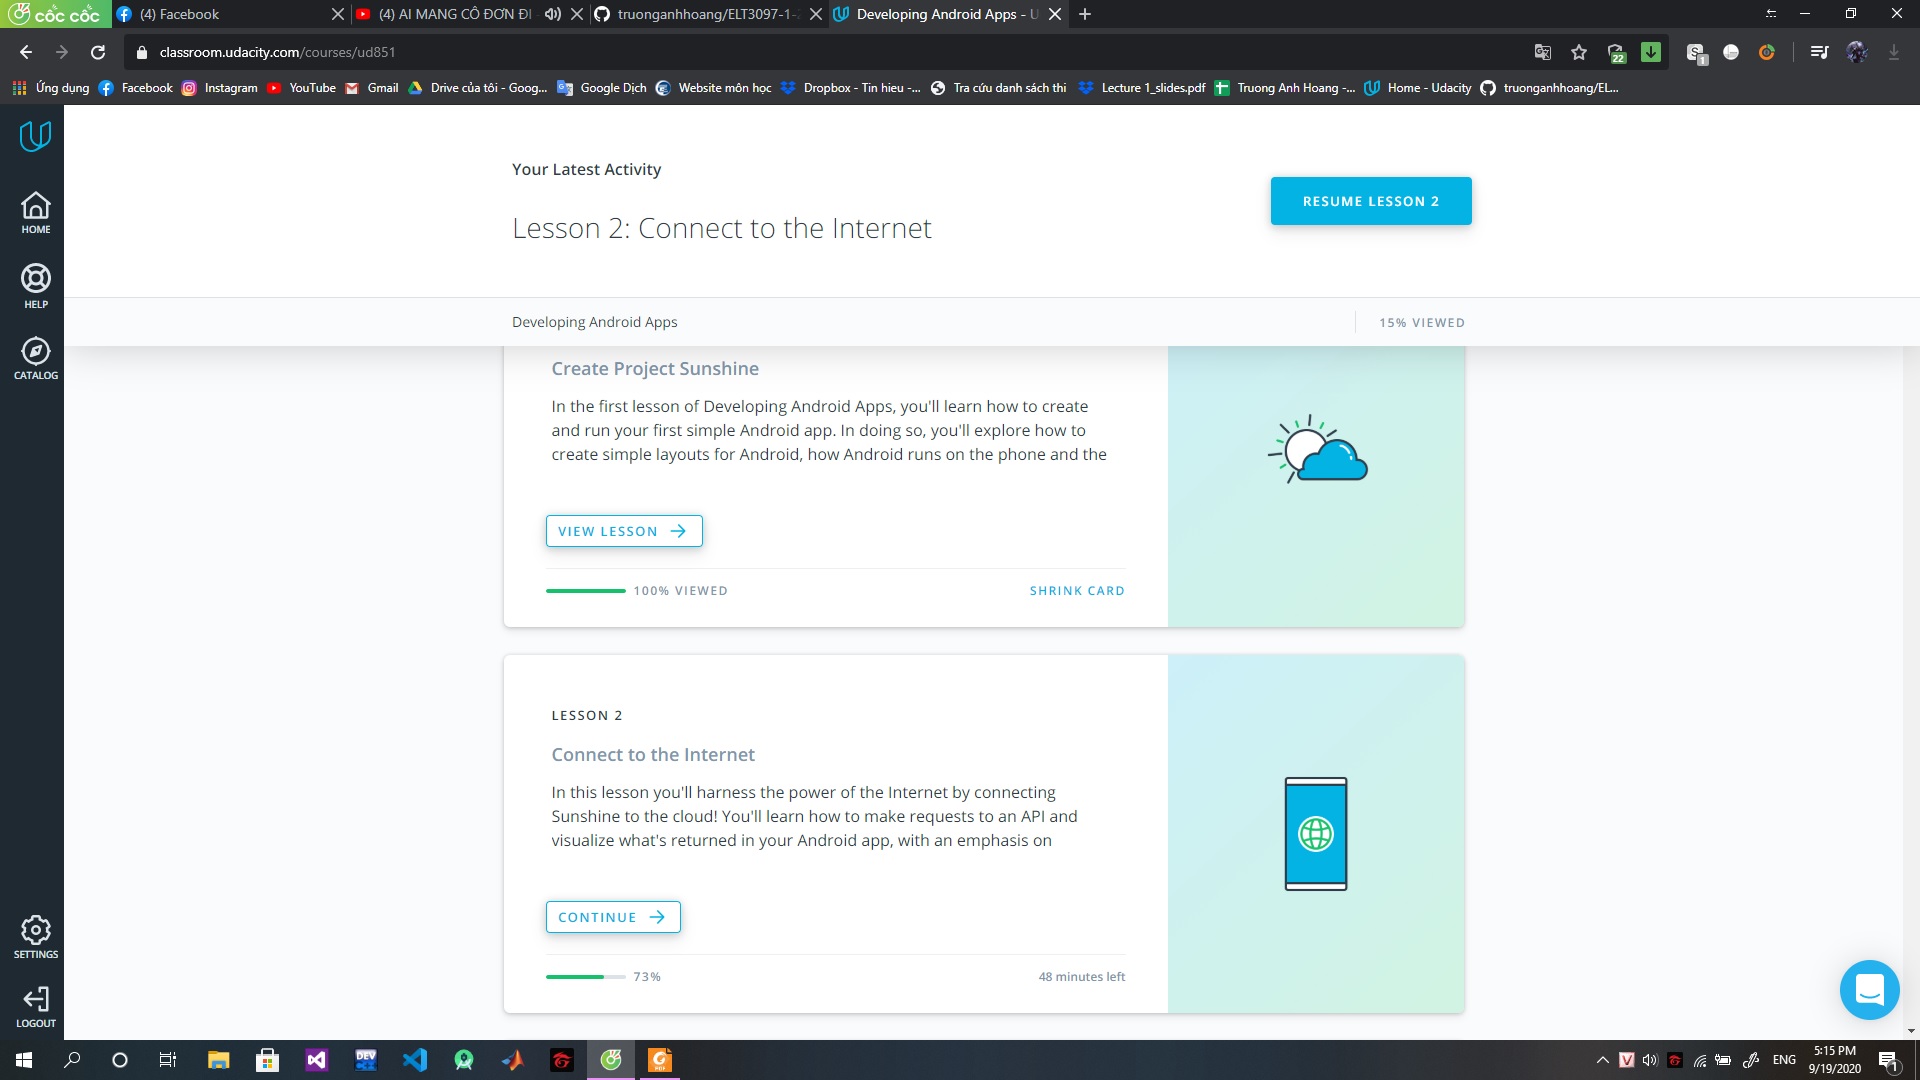 cốc cốc
(4) Facebook
(4) AI MANG CÔ ĐƠN ĐI
truonganhhoang/ELT3097-1-
Developing Android Apps - U
classroom.udacity.com/courses/ud851
22
1
Ứng dụng
Facebook
Instagram
YouTube
Gmail
Drive của tôi - Goog...
Google Dịch
Website môn học
Dropbox - Tin hieu -...
Tra cứu danh sách thi
Lecture 1_slides.pdf
Truong Anh Hoang -...
Home - Udacity
truonganhhoang/EL...
HOME
HELP
CATALOG
SETTINGS
LOGOUT
Your Latest Activity
Lesson 2: Connect to the Internet
RESUME LESSON 2
Developing Android Apps
15% VIEWED
Create Project Sunshine
In the first lesson of Developing Android Apps, you'll learn how to create
and run your first simple Android app. In doing so, you'll explore how to
create simple layouts for Android, how Android runs on the phone and the
VIEW LESSON
100% VIEWED
SHRINK CARD
LESSON 2
Connect to the Internet
In this lesson you'll harness the power of the Internet by connecting
Sunshine to the cloud! You'll learn how to make requests to an API and
visualize what's returned in your Android app, with an emphasis on
CONTINUE
73%
48 minutes left
DEV
C++
PDF
V
ENG
5:15 PM
9/19/2020
1